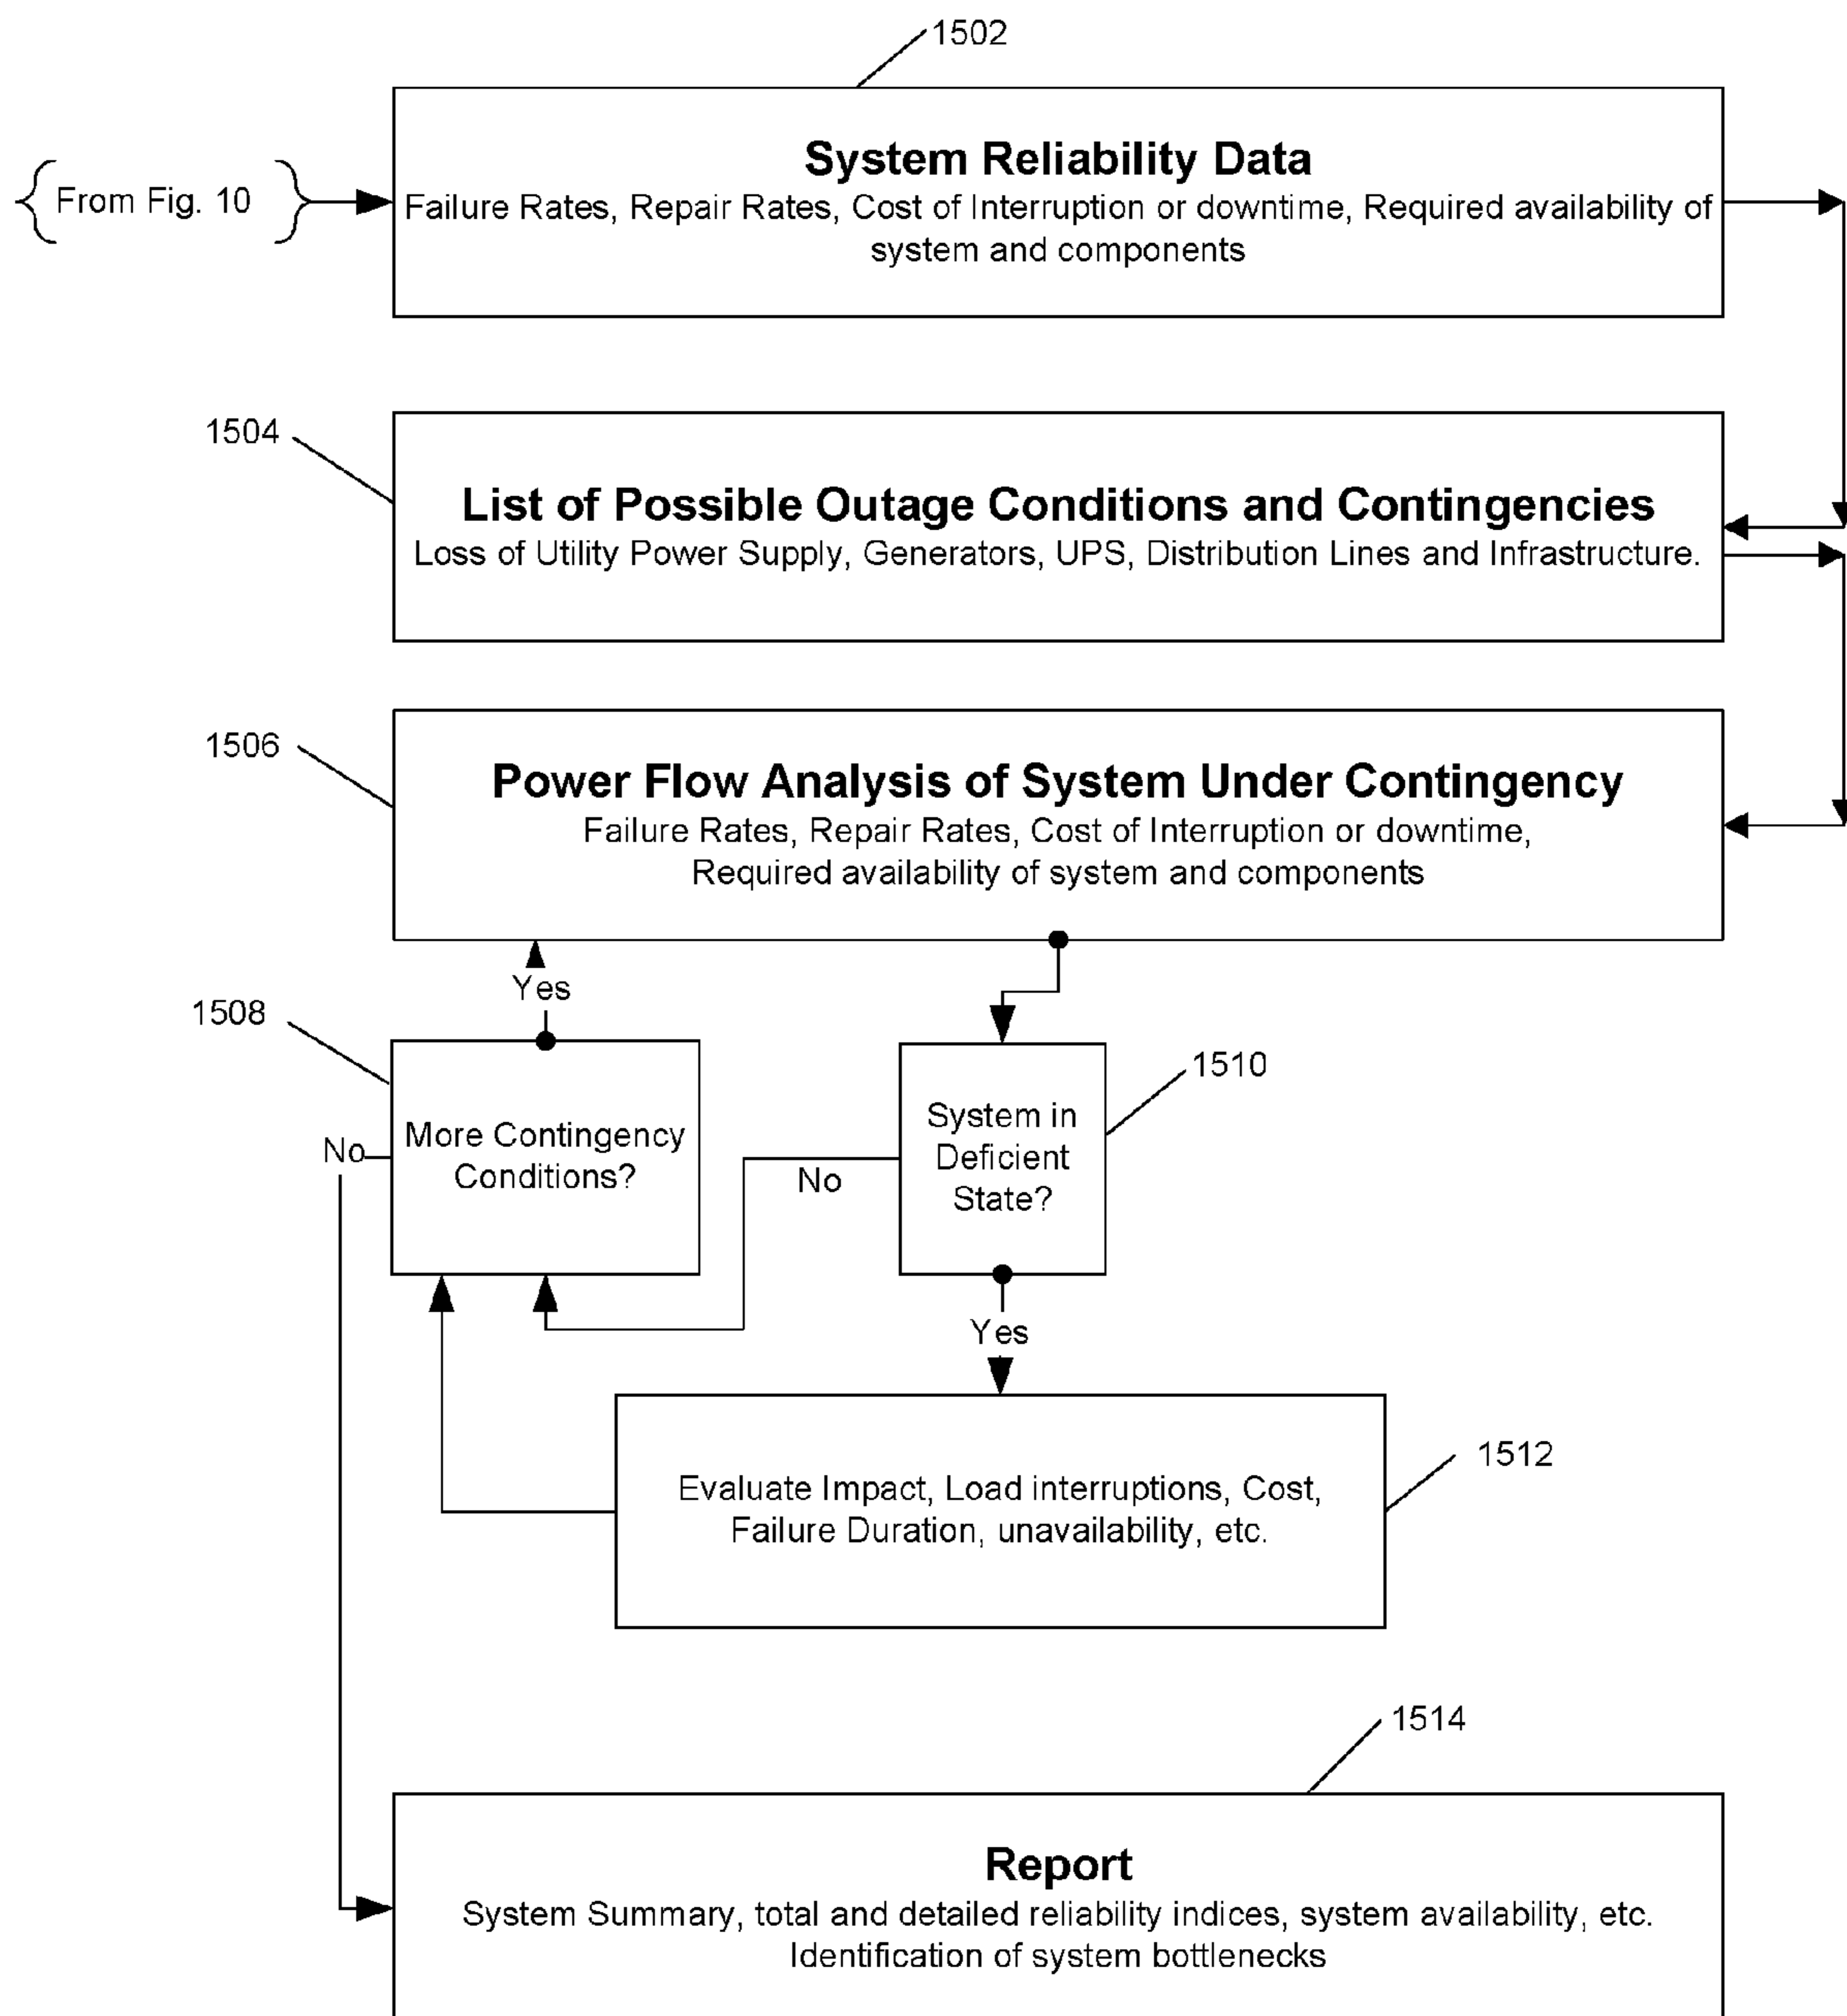 1502
System Reliability Data
From Fig. 10
Failure Rates, Repair Rates, Cost of Interruption or downtime, Required availability of
system and components
1504
List of Possible Outage Conditions and Contingencies
Loss of Utility Power Supply, Generators, UPS, Distribution Lines and Infrastructure.
1506
Power Flow Analysis of System Under Contingency
Failure Rates, Repair Rates, Cost of Interruption or downtime,
Required availability of system and components
Yes
1508
1510
More Contingency
Conditions?
No
System in
Deficient
State?
No
Yes
1512
Evaluate Impact, Load interruptions, Cost,
Failure Duration, unavailability, etc.
1514
Report
System Summary, total and detailed reliability indices, system availability, etc.
Identification of system bottlenecks